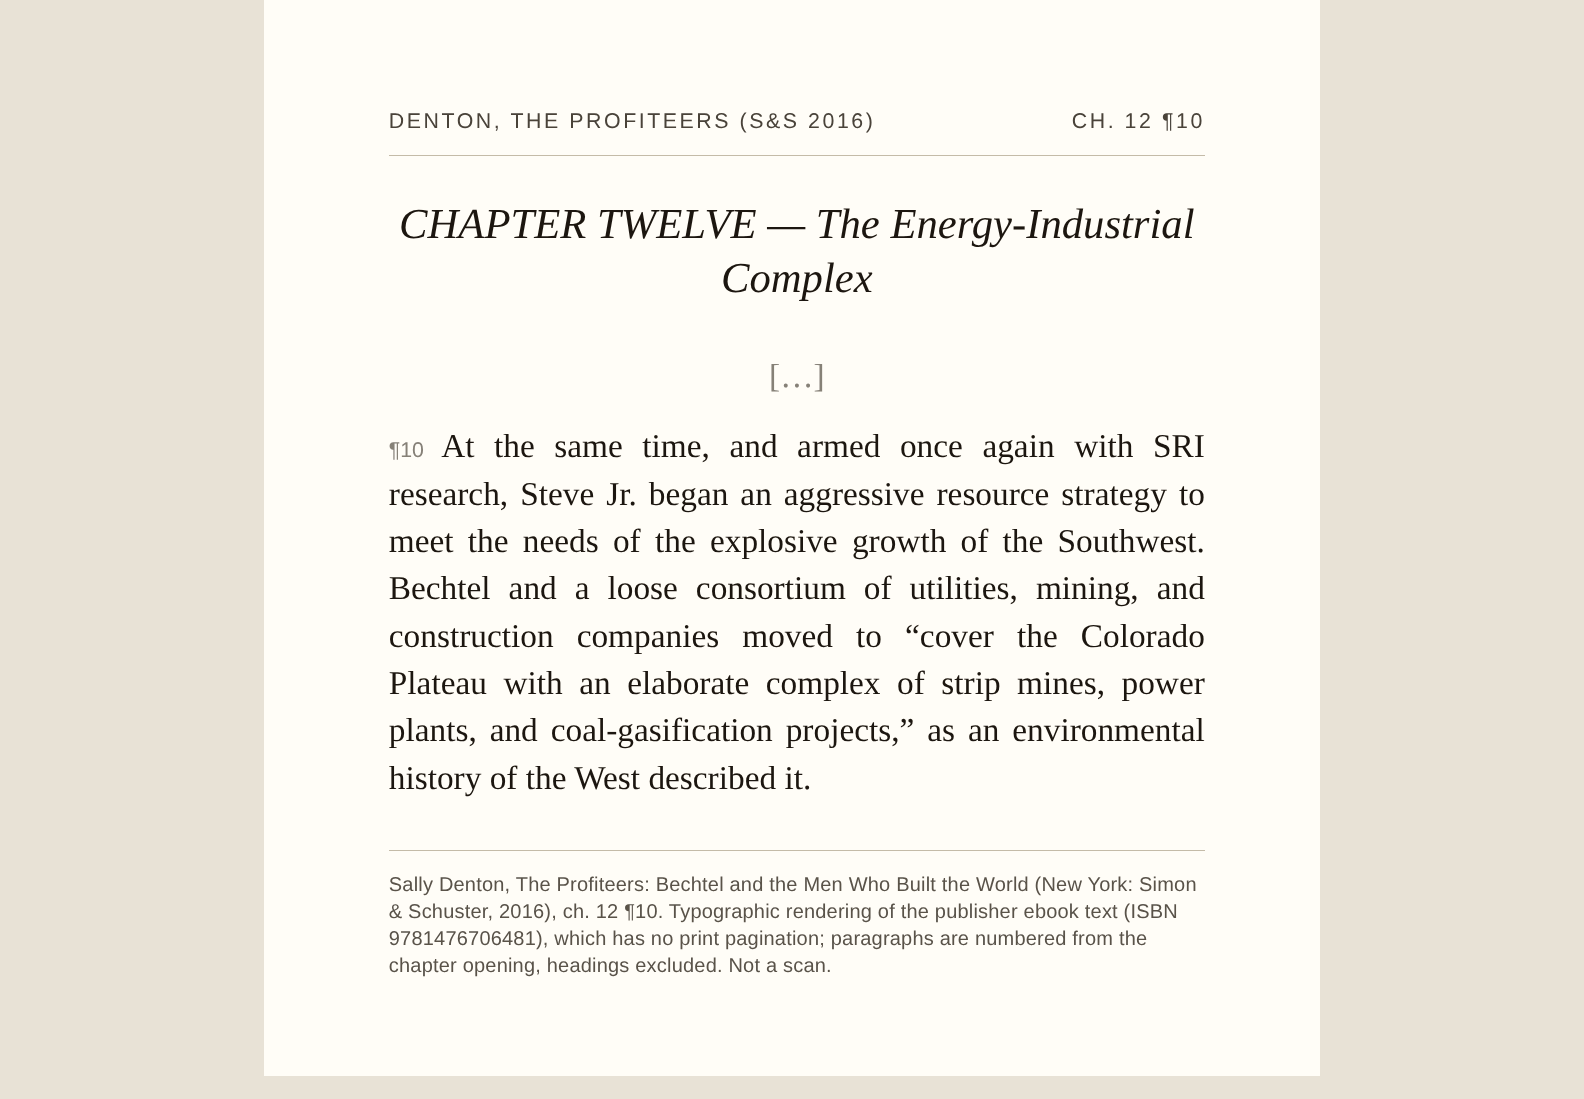 DENTON, THE PROFITEERS (S&S 2016)
CH. 12 ¶10
CHAPTER TWELVE — The Energy-Industrial
Complex
[…]
¶10 At the same time, and armed once again with SRI
research, Steve Jr. began an aggressive resource strategy to
meet the needs of the explosive growth of the Southwest.
Bechtel and a loose consortium of utilities, mining, and
construction companies moved to “cover the Colorado
Plateau with an elaborate complex of strip mines, power
plants, and coal-gasification projects,” as an environmental
history of the West described it.
Sally Denton, The Profiteers: Bechtel and the Men Who Built the World (New York: Simon
& Schuster, 2016), ch. 12 ¶10. Typographic rendering of the publisher ebook text (ISBN
9781476706481), which has no print pagination; paragraphs are numbered from the
chapter opening, headings excluded. Not a scan.